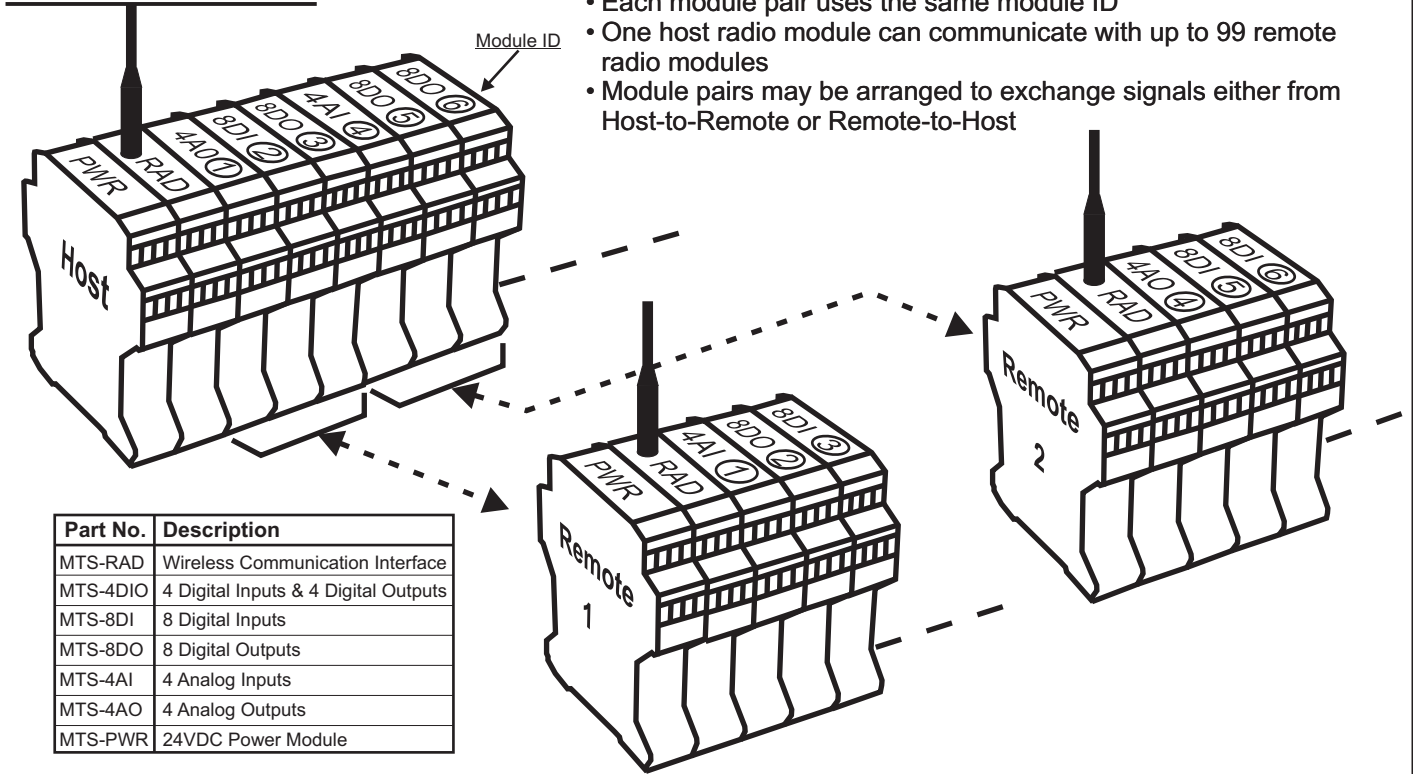 • Each module pair uses the same module ID
• One host radio module can communicate with up to 99 remote
radio modules
• Module pairs may be arranged to exchange signals either from
Host-to-Remote or Remote-to-Host
Module ID
PWR
RAD
4A0 ①
8DI ②
8DO ③
4AI ④
8DO ⑤
8DO ⑥
Host
PWR
RAD
4AO ④
8DI ⑤
8DI ⑥
Remote
2
PWR
RAD
4AI ①
8DO ②
8DI ③
Remote
1
Part No. Description
MTS-RAD Wireless Communication Interface
MTS-4DIO 4 Digital Inputs & 4 Digital Outputs
MTS-8DI 8 Digital Inputs
MTS-8DO 8 Digital Outputs
MTS-4AI 4 Analog Inputs
MTS-4AO 4 Analog Outputs
MTS-PWR 24VDC Power Module